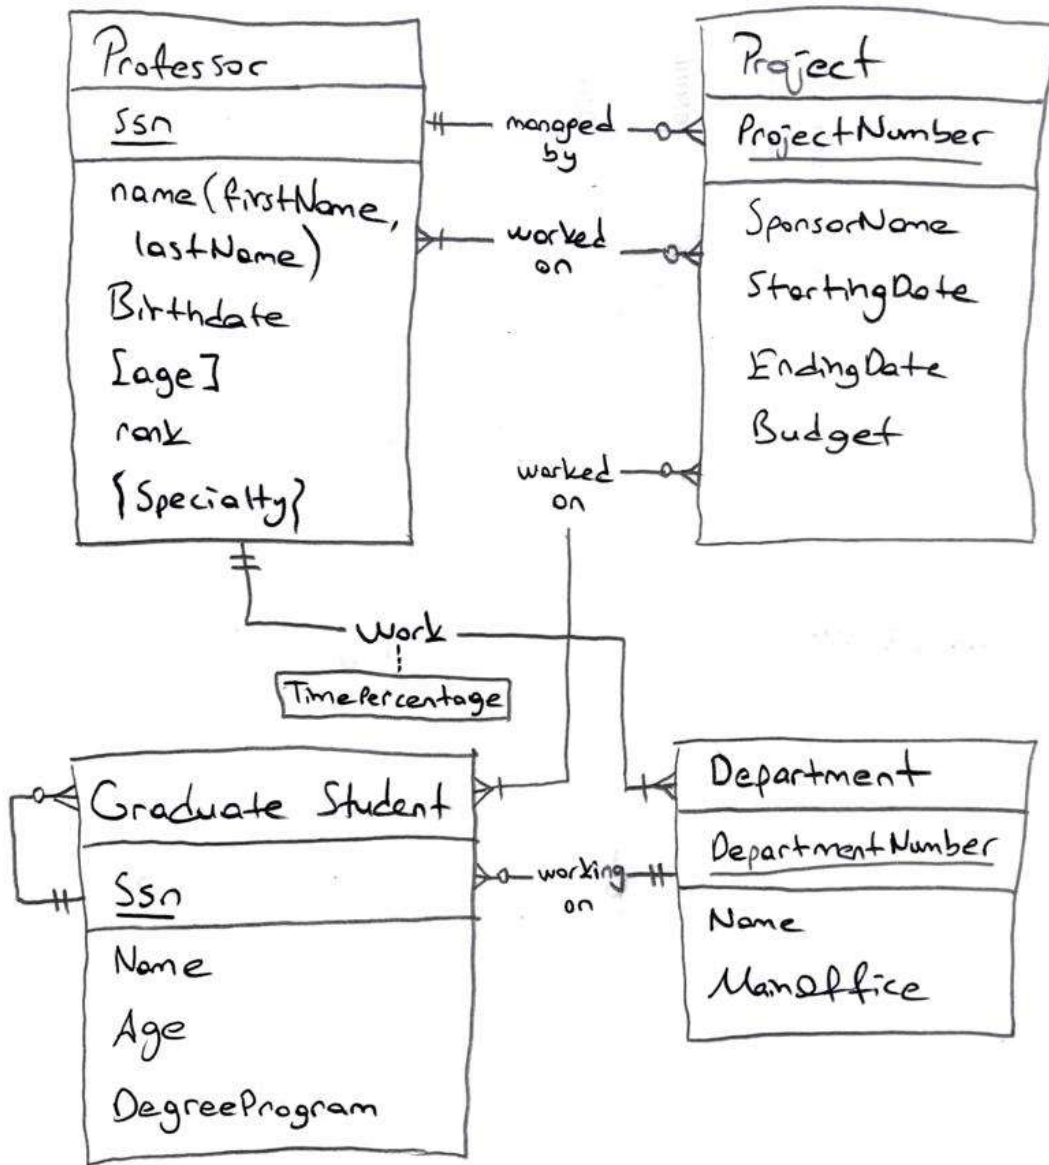 Professor
ssn
name(firstName,
lastName)
Birthdate
[age]
rank
{Specialty}
managed
by
worked
on
Project
ProjectNumber
SponsorName
StartingDate
EndingDate
Budget
worked
on
Work
TimePercentage
Graduate Student
Ssn
Name
Age
DegreeProgram
working
on
Department
DepartmentNumber
Name
MainOffice